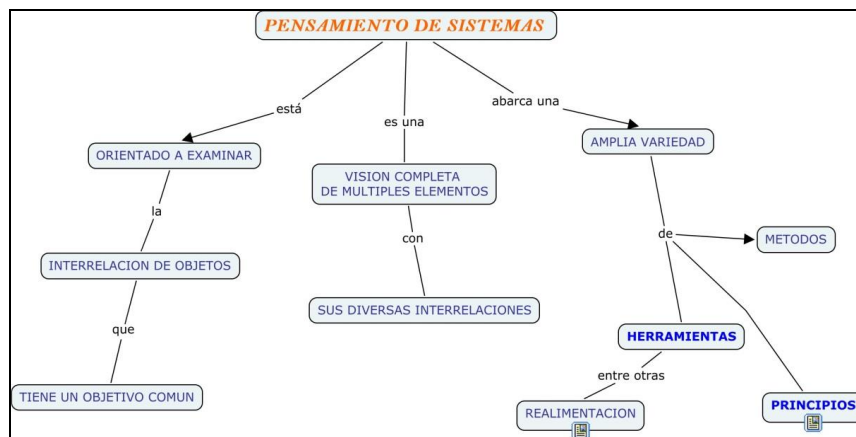 PENSAMIENTO DE SISTEMAS
está
es una
abarca una
ORIENTADO A EXAMINAR
VISION COMPLETA
DE MULTIPLES ELEMENTOS
AMPLIA VARIEDAD
la
con
de
INTERRELACION DE OBJETOS
METODOS
SUS DIVERSAS INTERRELACIONES
que
HERRAMIENTAS
entre otras
TIENE UN OBJETIVO COMUN
REALIMENTACION
PRINCIPIOS